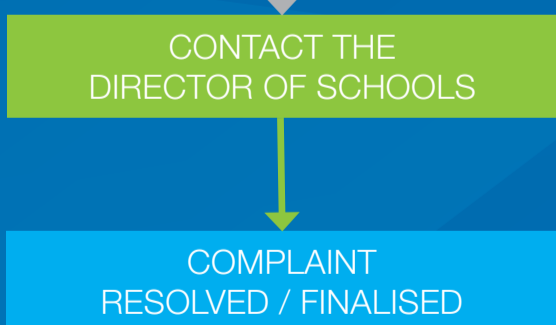 CONTACT THE
DIRECTOR OF SCHOOLS
COMPLAINT
RESOLVED / FINALISED